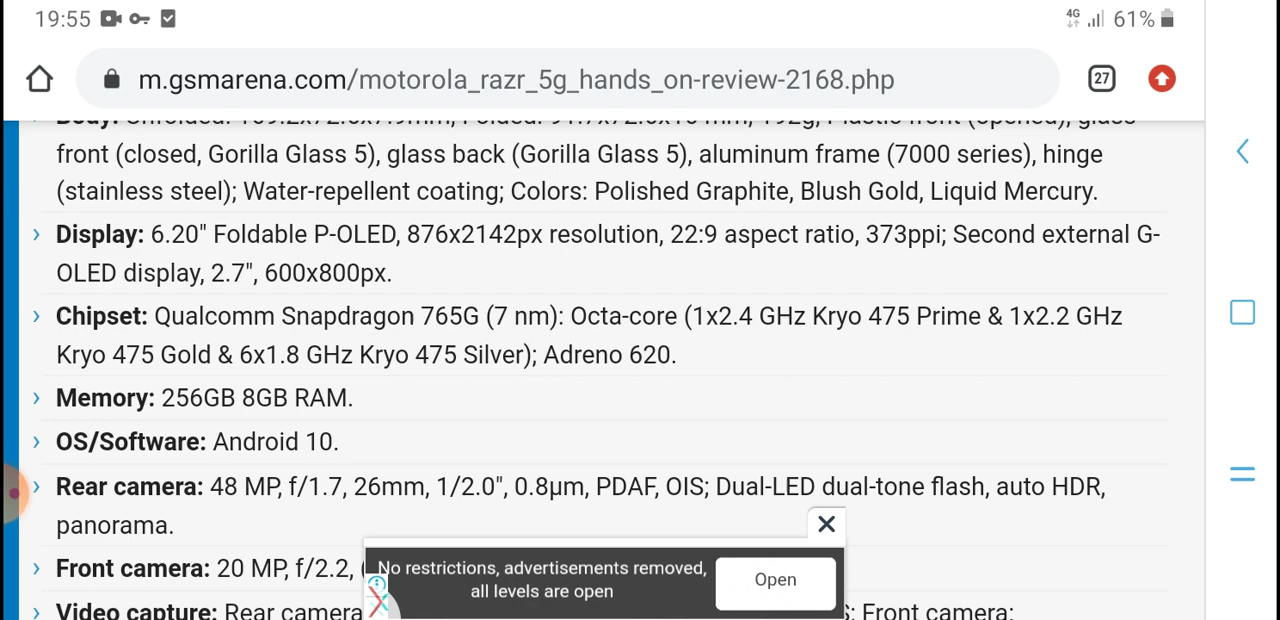 19:55 4G 61%
m.gsmarena.com/motorola_razr_5g_hands_on-review-2168.php 27
front (closed, Gorilla Glass 5), glass back (Gorilla Glass 5), aluminum frame (7000 series), hinge
(stainless steel); Water-repellent coating; Colors: Polished Graphite, Blush Gold, Liquid Mercury.
Display: 6.20" Foldable P-OLED, 876x2142px resolution, 22:9 aspect ratio, 373ppi; Second external G-
OLED display, 2.7", 600x800px.
Chipset: Qualcomm Snapdragon 765G (7 nm): Octa-core (1x2.4 GHz Kryo 475 Prime & 1x2.2 GHz
Kryo 475 Gold & 6x1.8 GHz Kryo 475 Silver); Adreno 620.
Memory: 256GB 8GB RAM.
OS/Software: Android 10.
Rear camera: 48 MP, f/1.7, 26mm, 1/2.0", 0.8µm, PDAF, OIS; Dual-LED dual-tone flash, auto HDR,
panorama.
Front camera: 20 MP, f/2.2,
No restrictions, advertisements removed,
all levels are open
Open
Video capture: Rear camera S; Front camera: